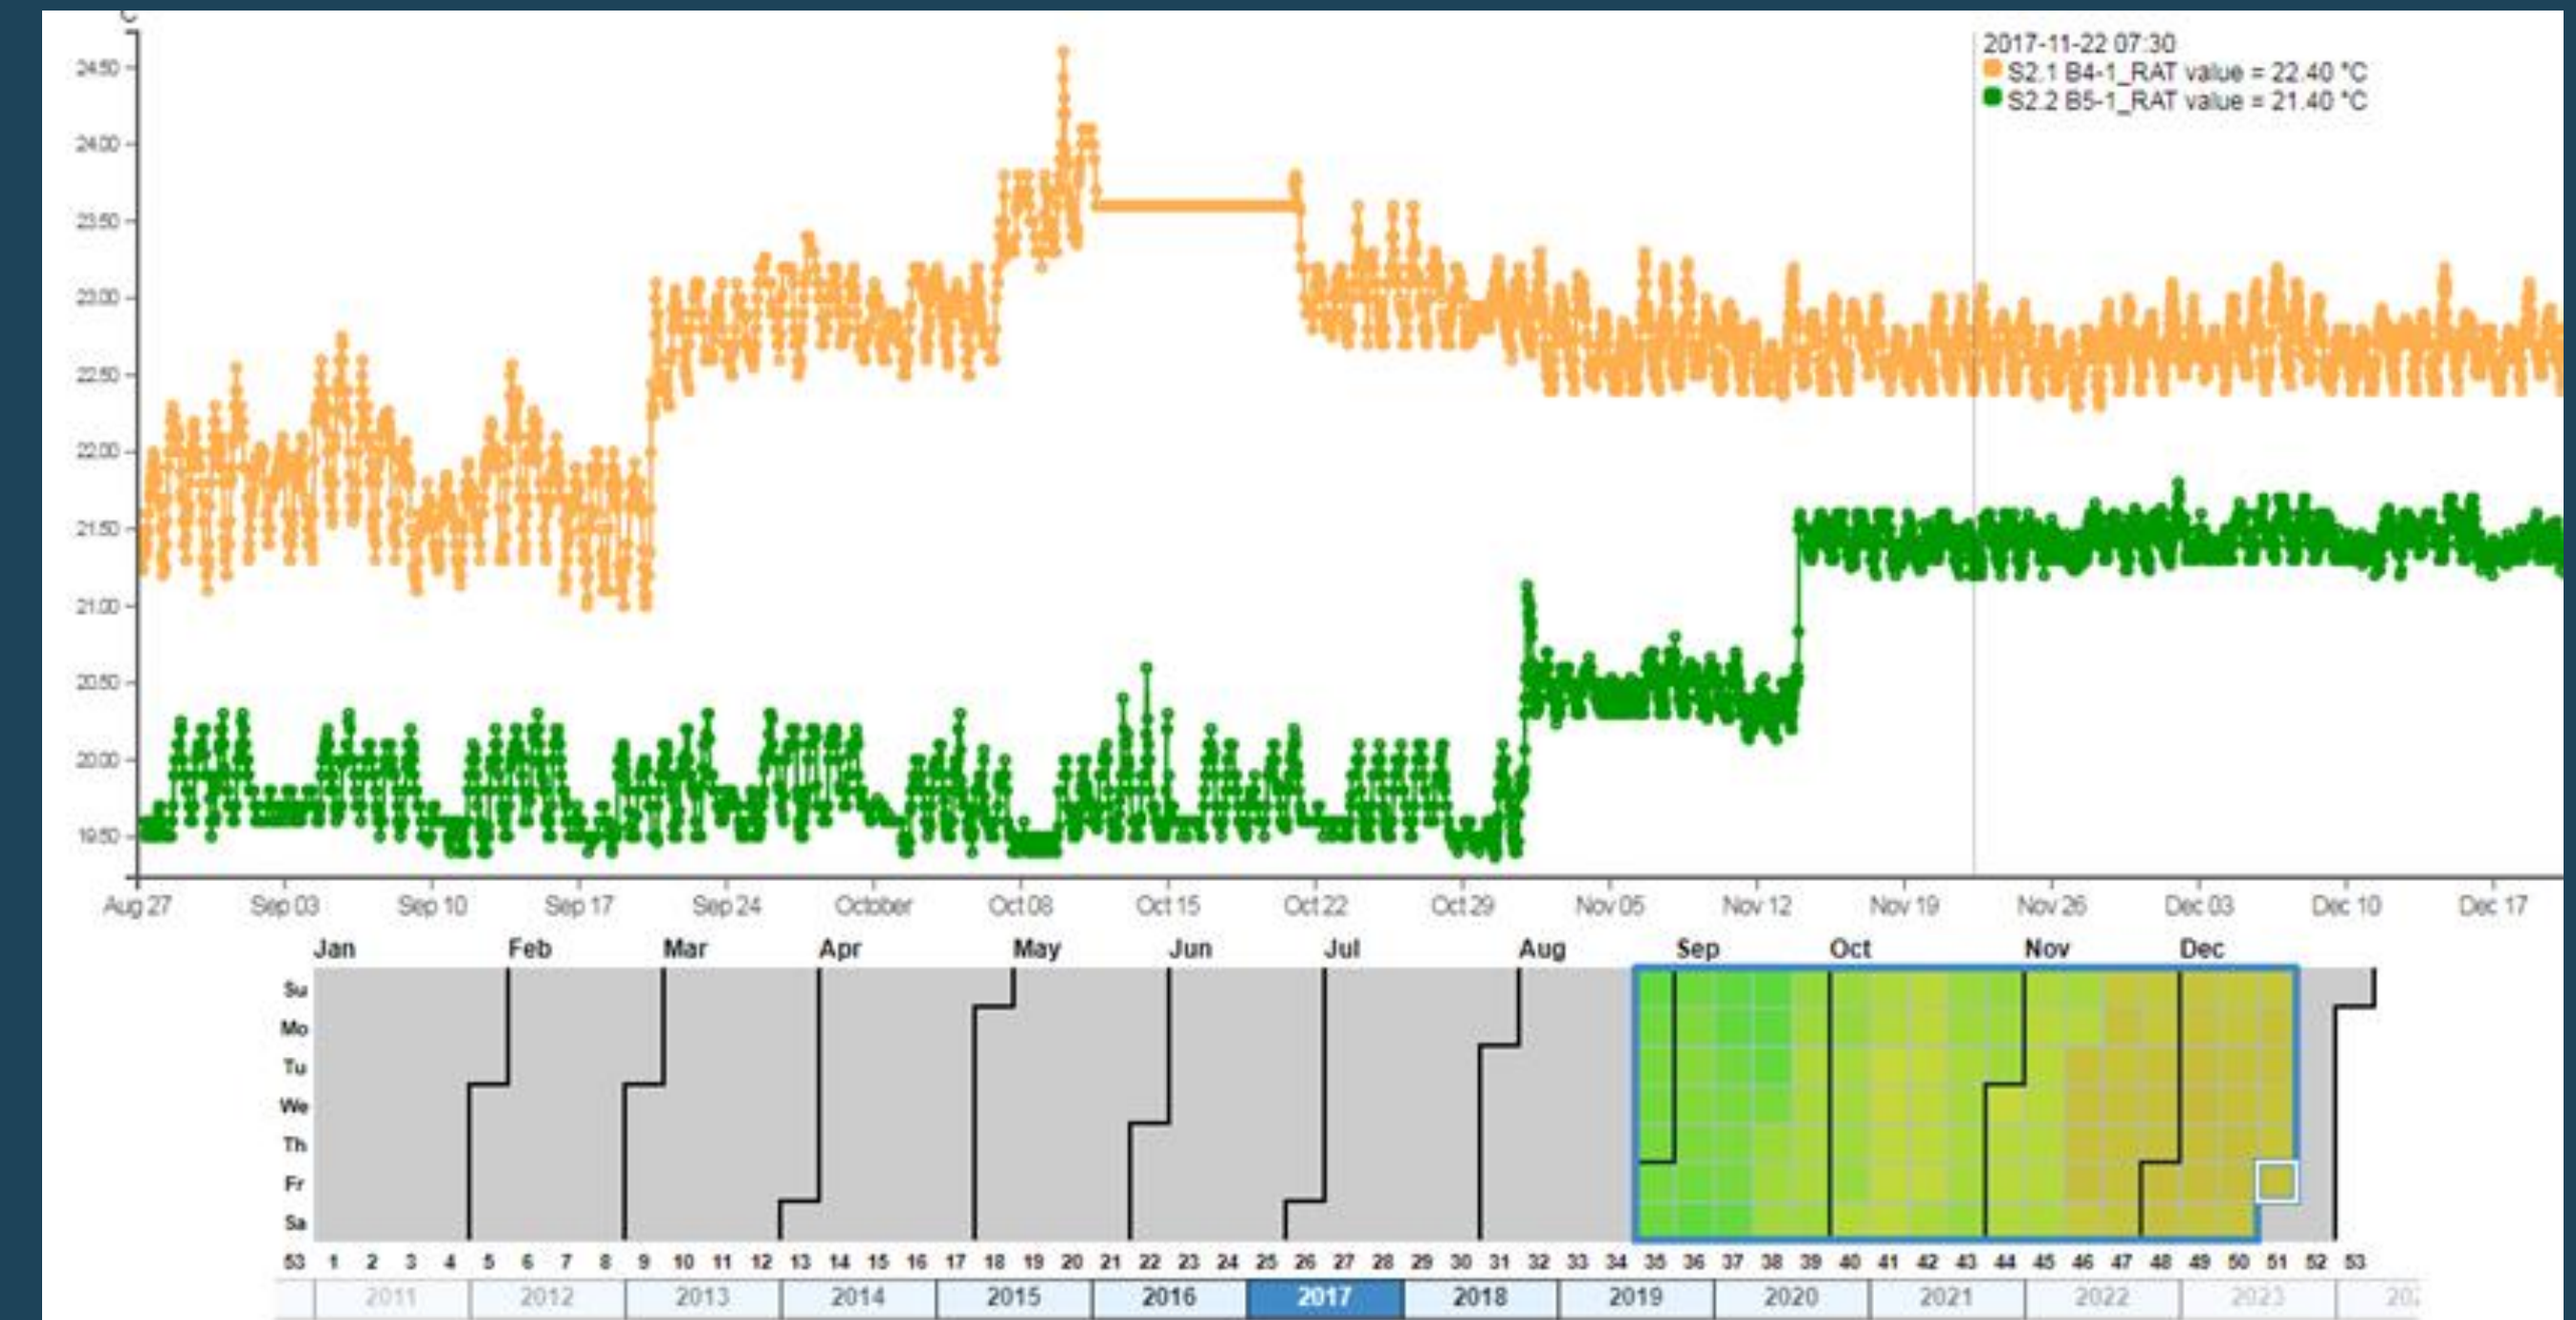 °C
2017-11-22 07:30
S2.1 B4-1_RAT value = 22.40 °C
S2.2 B5-1_RAT value = 21.40 °C
24.50
24.00
23.50
23.00
22.50
22.00
21.50
21.00
20.50
20.00
19.50
Aug 27 Sep 03 Sep 10 Sep 17 Sep 24 October Oct 08 Oct 15 Oct 22 Oct 29 Nov 05 Nov 12 Nov 19 Nov 26 Dec 03 Dec 10 Dec 17
Jan Feb Mar Apr May Jun Jul Aug Sep Oct Nov Dec
Su
Mo
Tu
We
Th
Fr
Sa
53 1 2 3 4 5 6 7 8 9 10 11 12 13 14 15 16 17 18 19 20 21 22 23 24 25 26 27 28 29 30 31 32 33 34 35 36 37 38 39 40 41 42 43 44 45 46 47 48 49 50 51 52 53
2011 2012 2013 2014 2015 2016 2017 2018 2019 2020 2021 2022 2023